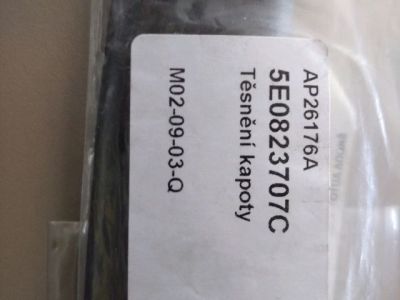 AP26176A
5E0823707C
Těsnění kapoty
M02-09-03-Q